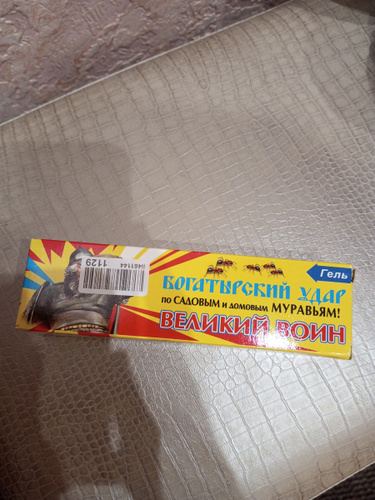 Гель
БОГАТЫРСКИЙ УДАР
по САДОВЫМ и домовым МУРАВЬЯМ!
ВЕЛИКИЙ ВОИН
1129